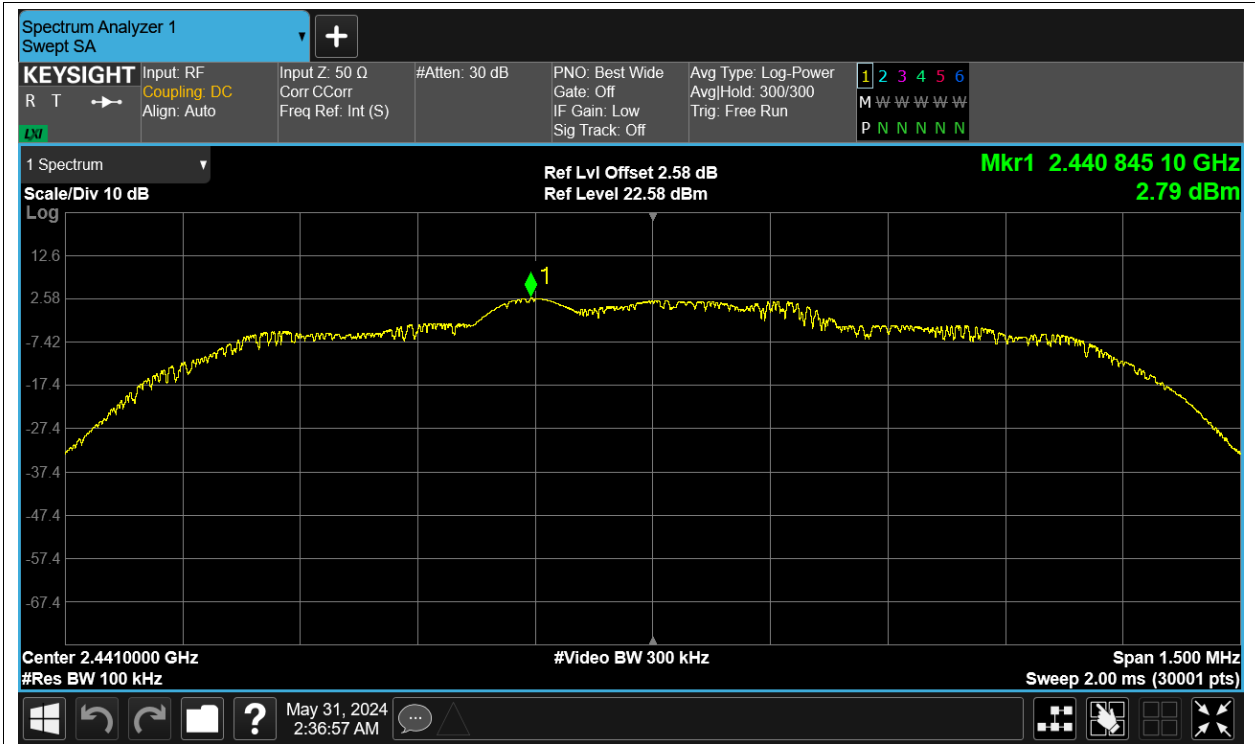 Spectrum Analyzer 1
Swept SA
KEYSIGHT
R T
LXI
Input: RF
Coupling: DC
Align: Auto
Input Z: 50 Ω
Corr CCorr
Freq Ref: Int (S)
#Atten: 30 dB
PNO: Best Wide
Gate: Off
IF Gain: Low
Sig Track: Off
Avg Type: Log-Power
Avg|Hold: 300/300
Trig: Free Run
1 2 3 4 5 6
M W W W W W
P N N N N N
1 Spectrum
Scale/Div 10 dB
Log
Ref Lvl Offset 2.58 dB
Ref Level 22.58 dBm
Mkr1 2.440 845 10 GHz
2.79 dBm
12.6
2.58
-7.42
-17.4
-27.4
-37.4
-47.4
-57.4
-67.4
1
Center 2.4410000 GHz
#Res BW 100 kHz
#Video BW 300 kHz
Span 1.500 MHz
Sweep 2.00 ms (30001 pts)
?
May 31, 2024
2:36:57 AM